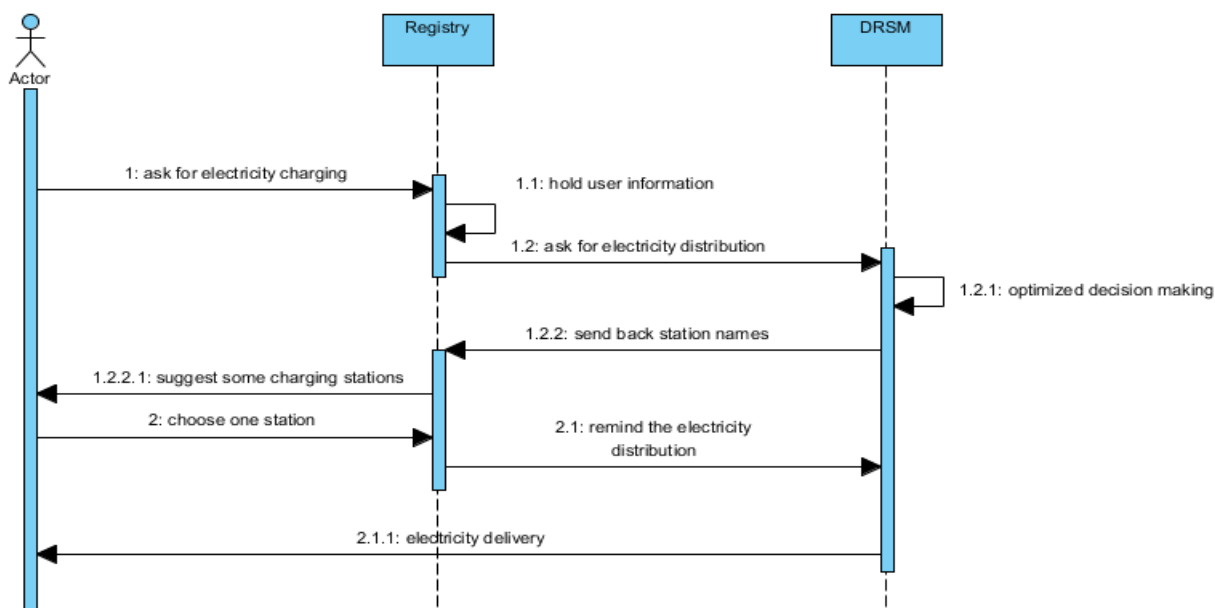 Registry
DRSM
Actor
1: ask for electricity charging
1.1: hold user information
1.2: ask for electricity distribution
1.2.1: optimized decision making
1.2.2: send back station names
1.2.2.1: suggest some charging stations
2: choose one station
2.1: remind the electricity
distribution
2.1.1: electricity delivery